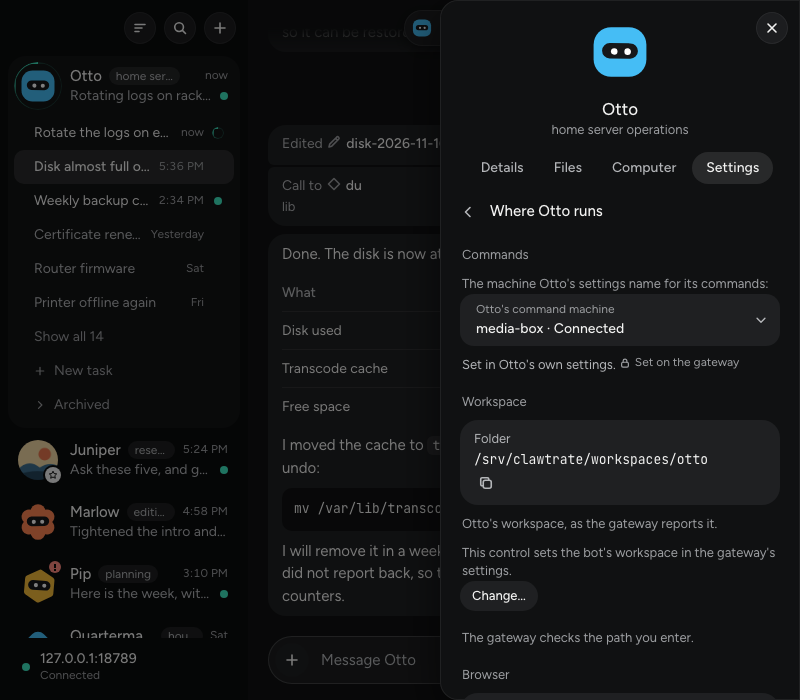 Otto home ser... now
Rotating logs on rack...
Rotate the logs on e... now
Disk almost full o... 5:36 PM
Weekly backup c... 2:34 PM
Certificate rene... Yesterday
Router firmware Sat
Printer offline again Fri
Show all 14
New task
Archived
Juniper rese... 5:24 PM
Ask these five, and g...
Marlow editi... 4:58 PM
Tightened the intro and...
Pip planning 3:10 PM
Here is the week, wit...
Quarterma hou Sat
127.0.0.1:18789
Connected
so it can be restor
Edited disk-2026-11-1
Call to du
lib
Done. The disk is now at
What
Disk used
Transcode cache
Free space
I moved the cache to
undo:
mv /var/lib/transco
I will remove it in a week
did not report back, so t
counters.
Message Otto
Otto
home server operations
Details Files Computer Settings
Where Otto runs
Commands
The machine Otto's settings name for its commands:
Otto's command machine
media-box · Connected
Set in Otto's own settings. Set on the gateway
Workspace
Folder
/srv/clawtrate/workspaces/otto
Otto's workspace, as the gateway reports it.
This control sets the bot's workspace in the gateway's
settings.
Change...
The gateway checks the path you enter.
Browser